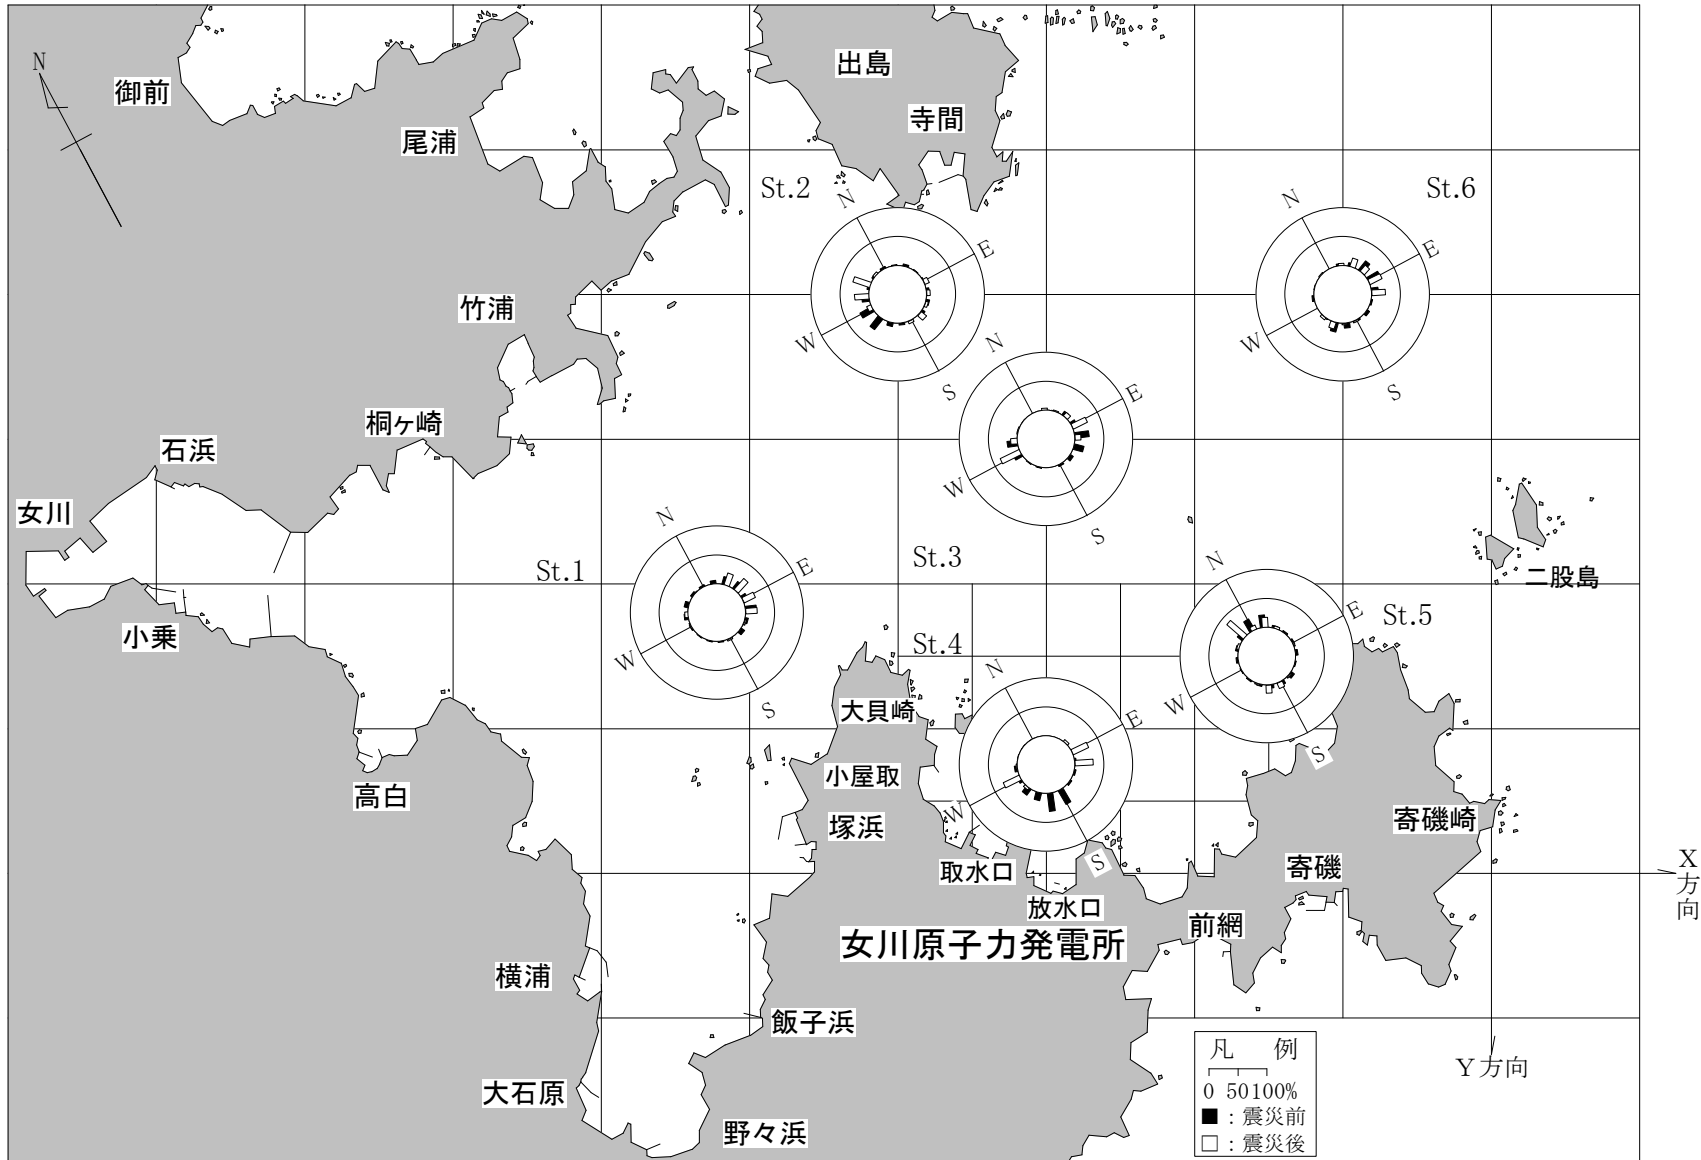 N
御前
尾浦
出島
寺間
St.2
N
E
W
S
St.6
N
E
W
S
竹浦
桐ヶ崎
石浜
女川
小乗
N
E
W
S
St.3
St.1
N
E
W
S
二股島
St.4
N
E
W
S
St.5
N
E
W
S
大貝崎
小屋取
塚浜
高白
取水口
放水口
寄磯崎
寄磯
前網
女川原子力発電所
X方向
横浦
飯子浜
大石原
野々浜
Y方向
凡 例
0 50100%
■：震災前
□：震災後